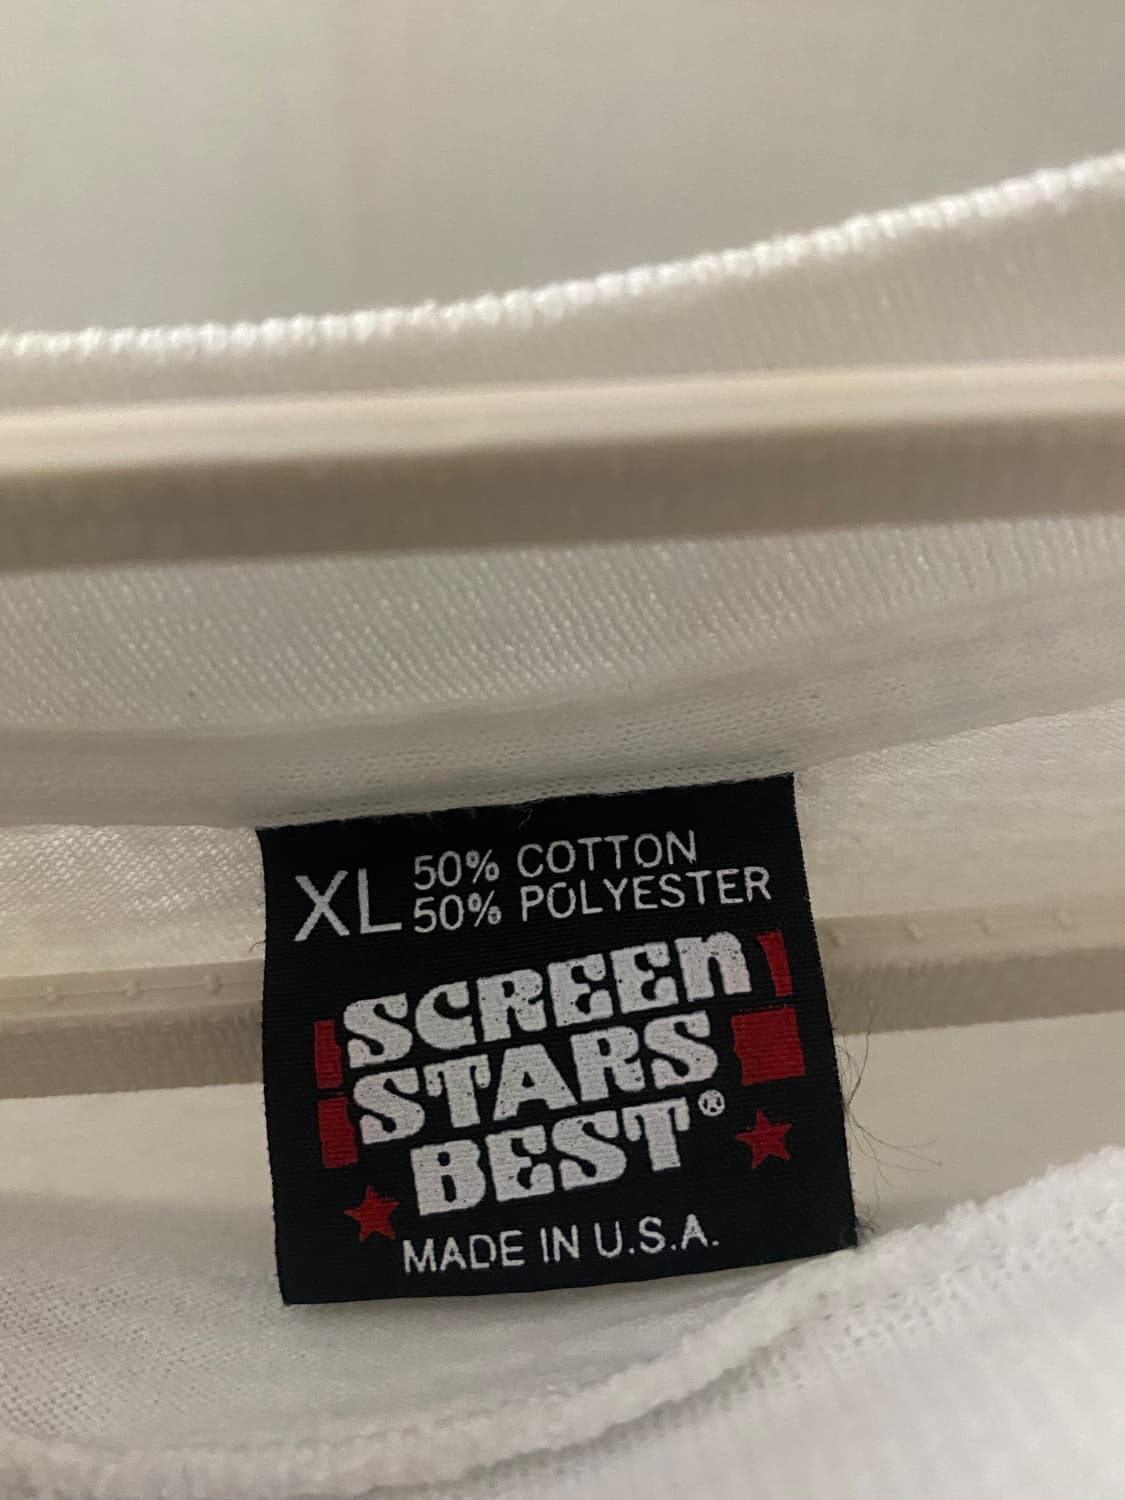 XL 50% COTTON
50% POLYESTER
SCREEN
STARS
BEST®
MADE IN U.S.A.